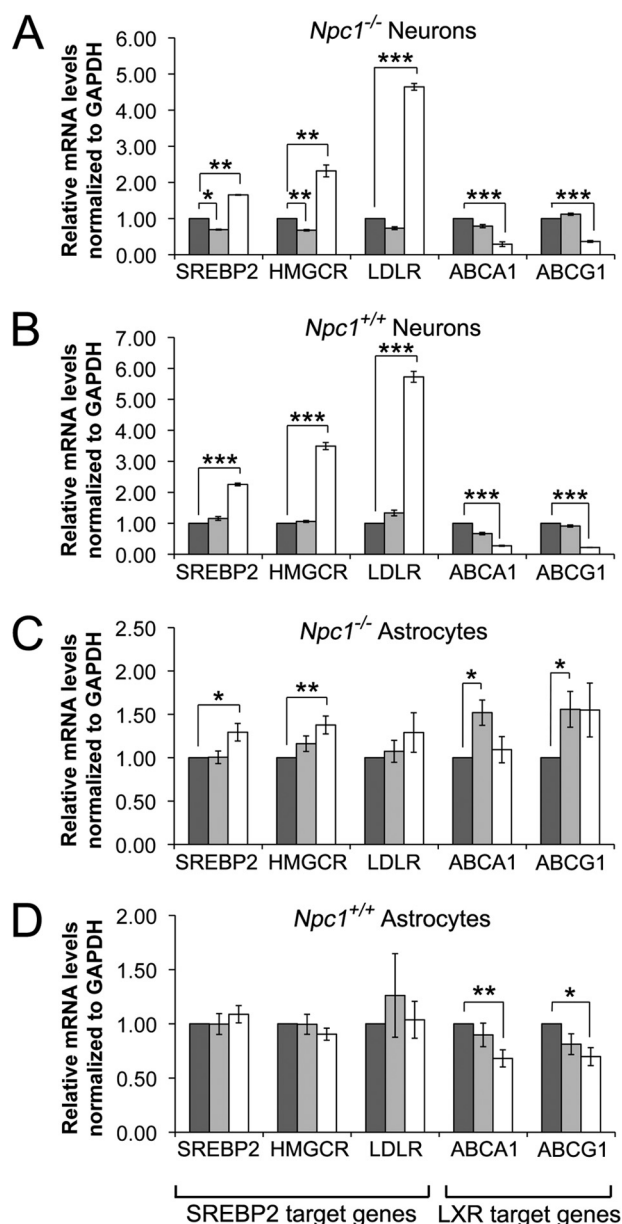 A
Npc1-/- Neurons
Relative mRNA levels
normalized to GAPDH
6.00
5.00
4.00
3.00
2.00
1.00
0.00
*
**
**
**
***
***
***
SREBP2 HMGCR LDLR ABCA1 ABCG1
B
Npc1+/+ Neurons
Relative mRNA levels
normalized to GAPDH
7.00
6.00
5.00
4.00
3.00
2.00
1.00
0.00
***
***
***
***
***
SREBP2 HMGCR LDLR ABCA1 ABCG1
C
Npc1-/- Astrocytes
Relative mRNA levels
normalized to GAPDH
2.50
2.00
1.50
1.00
0.50
0.00
*
**
*
*
SREBP2 HMGCR LDLR ABCA1 ABCG1
D
Npc1+/+ Astrocytes
Relative mRNA levels
normalized to GAPDH
2.00
1.50
1.00
0.50
0.00
**
*
SREBP2 HMGCR LDLR ABCA1 ABCG1
SREBP2 target genes LXR target genes